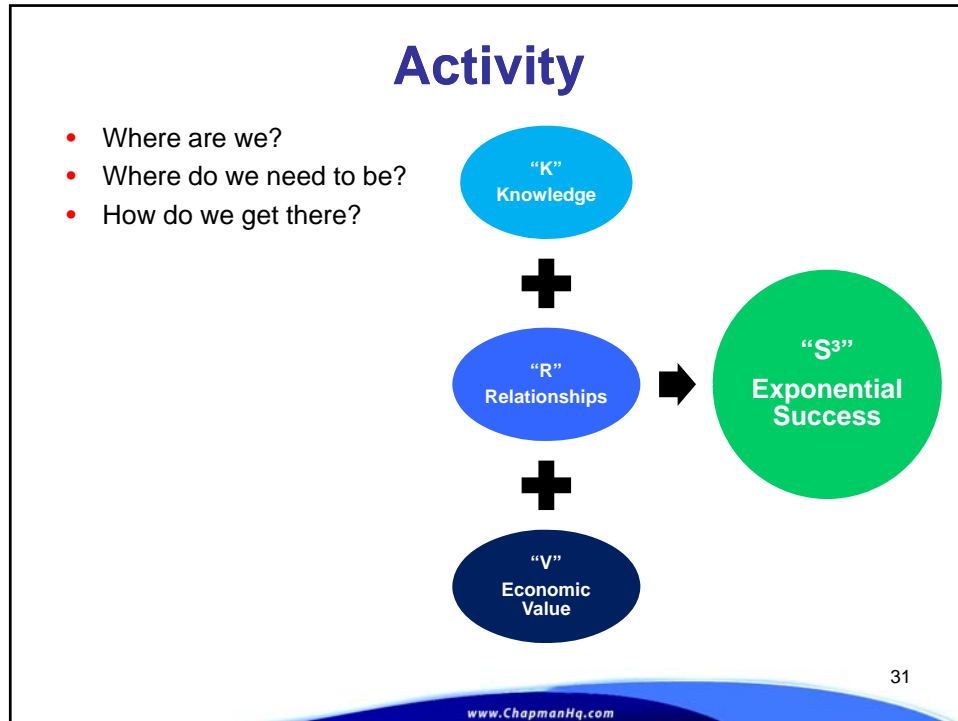 Activity
• Where are we?
• Where do we need to be?
• How do we get there?
“K”
Knowledge
“R”
Relationships
“V”
Economic
Value
“S³”
Exponential
Success
31
www.ChapmanHq.com